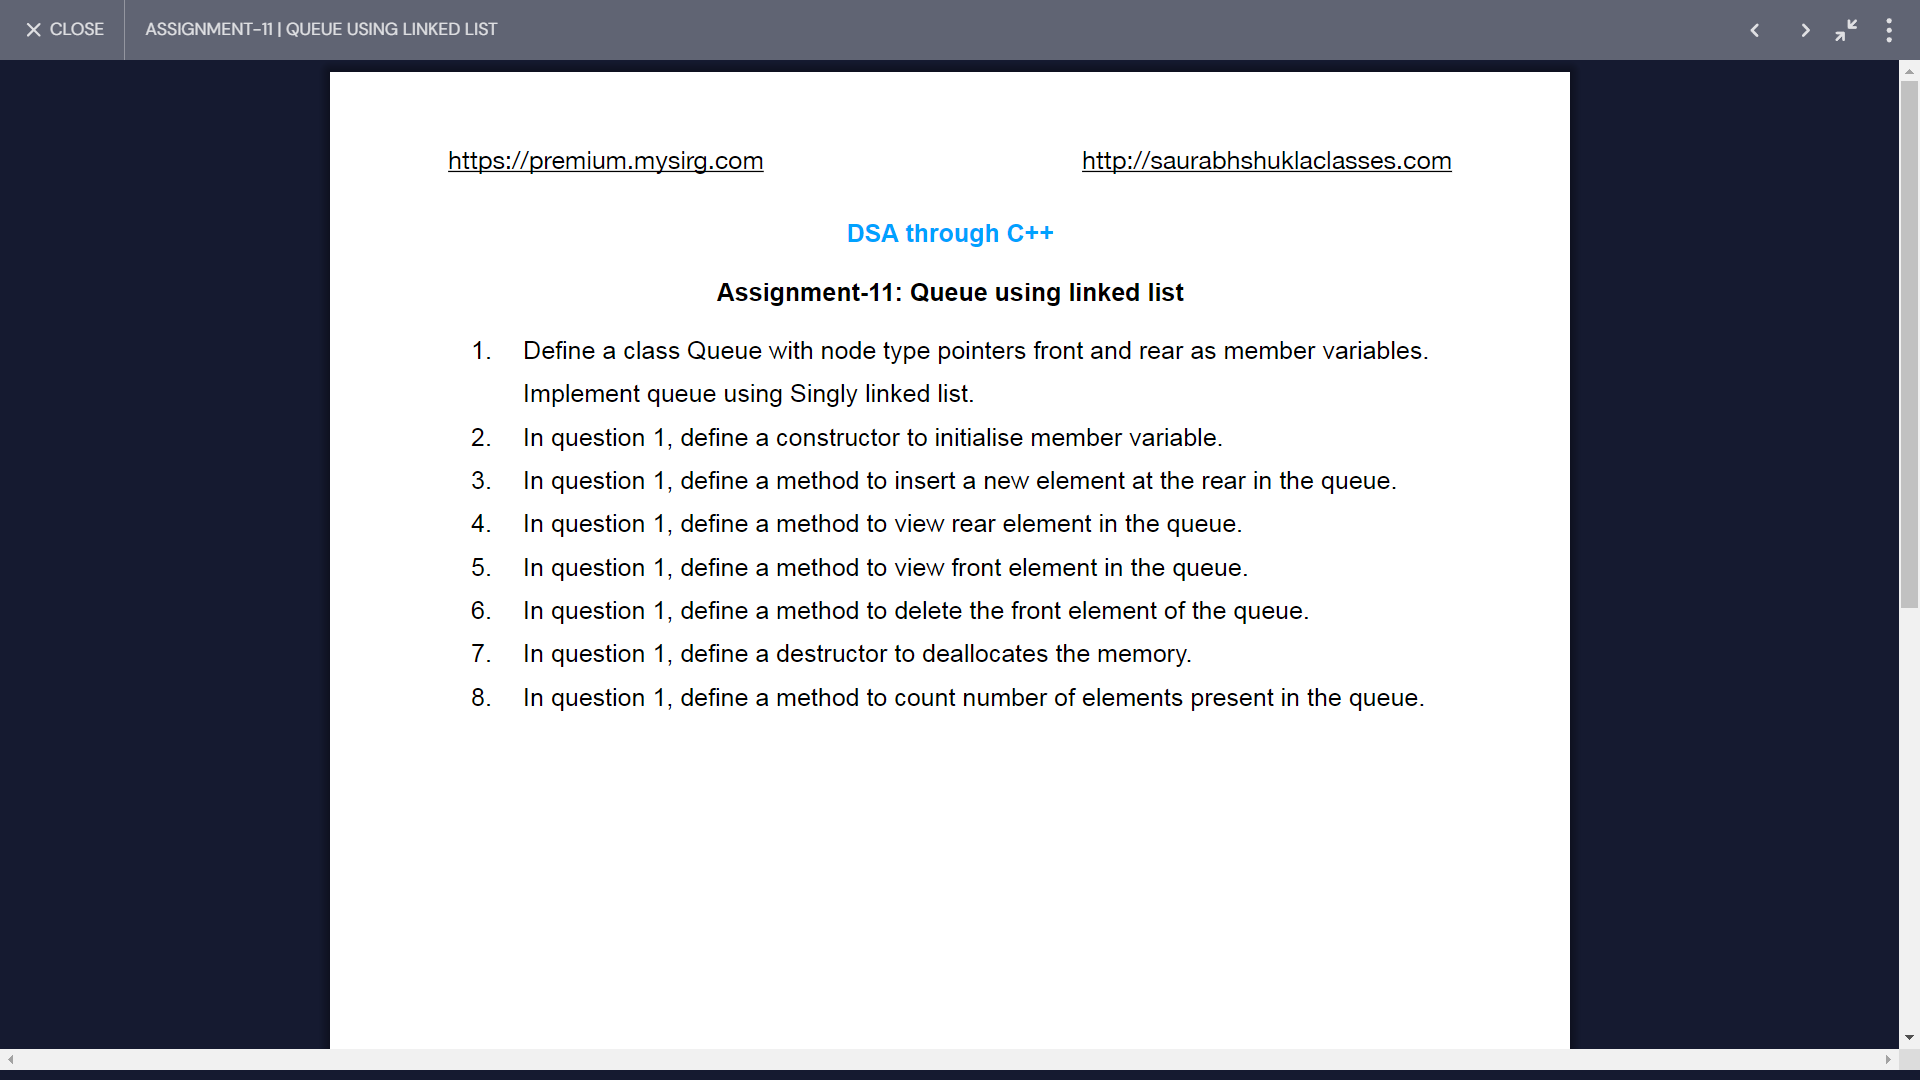 CLOSE
ASSIGNMENT-11 | QUEUE USING LINKED LIST
https://premium.mysirg.com
http://saurabhshuklaclasses.com
DSA through C++
Assignment-11: Queue using linked list
1. Define a class Queue with node type pointers front and rear as member variables.
Implement queue using Singly linked list.
2. In question 1, define a constructor to initialise member variable.
3. In question 1, define a method to insert a new element at the rear in the queue.
4. In question 1, define a method to view rear element in the queue.
5. In question 1, define a method to view front element in the queue.
6. In question 1, define a method to delete the front element of the queue.
7. In question 1, define a destructor to deallocates the memory.
8. In question 1, define a method to count number of elements present in the queue.